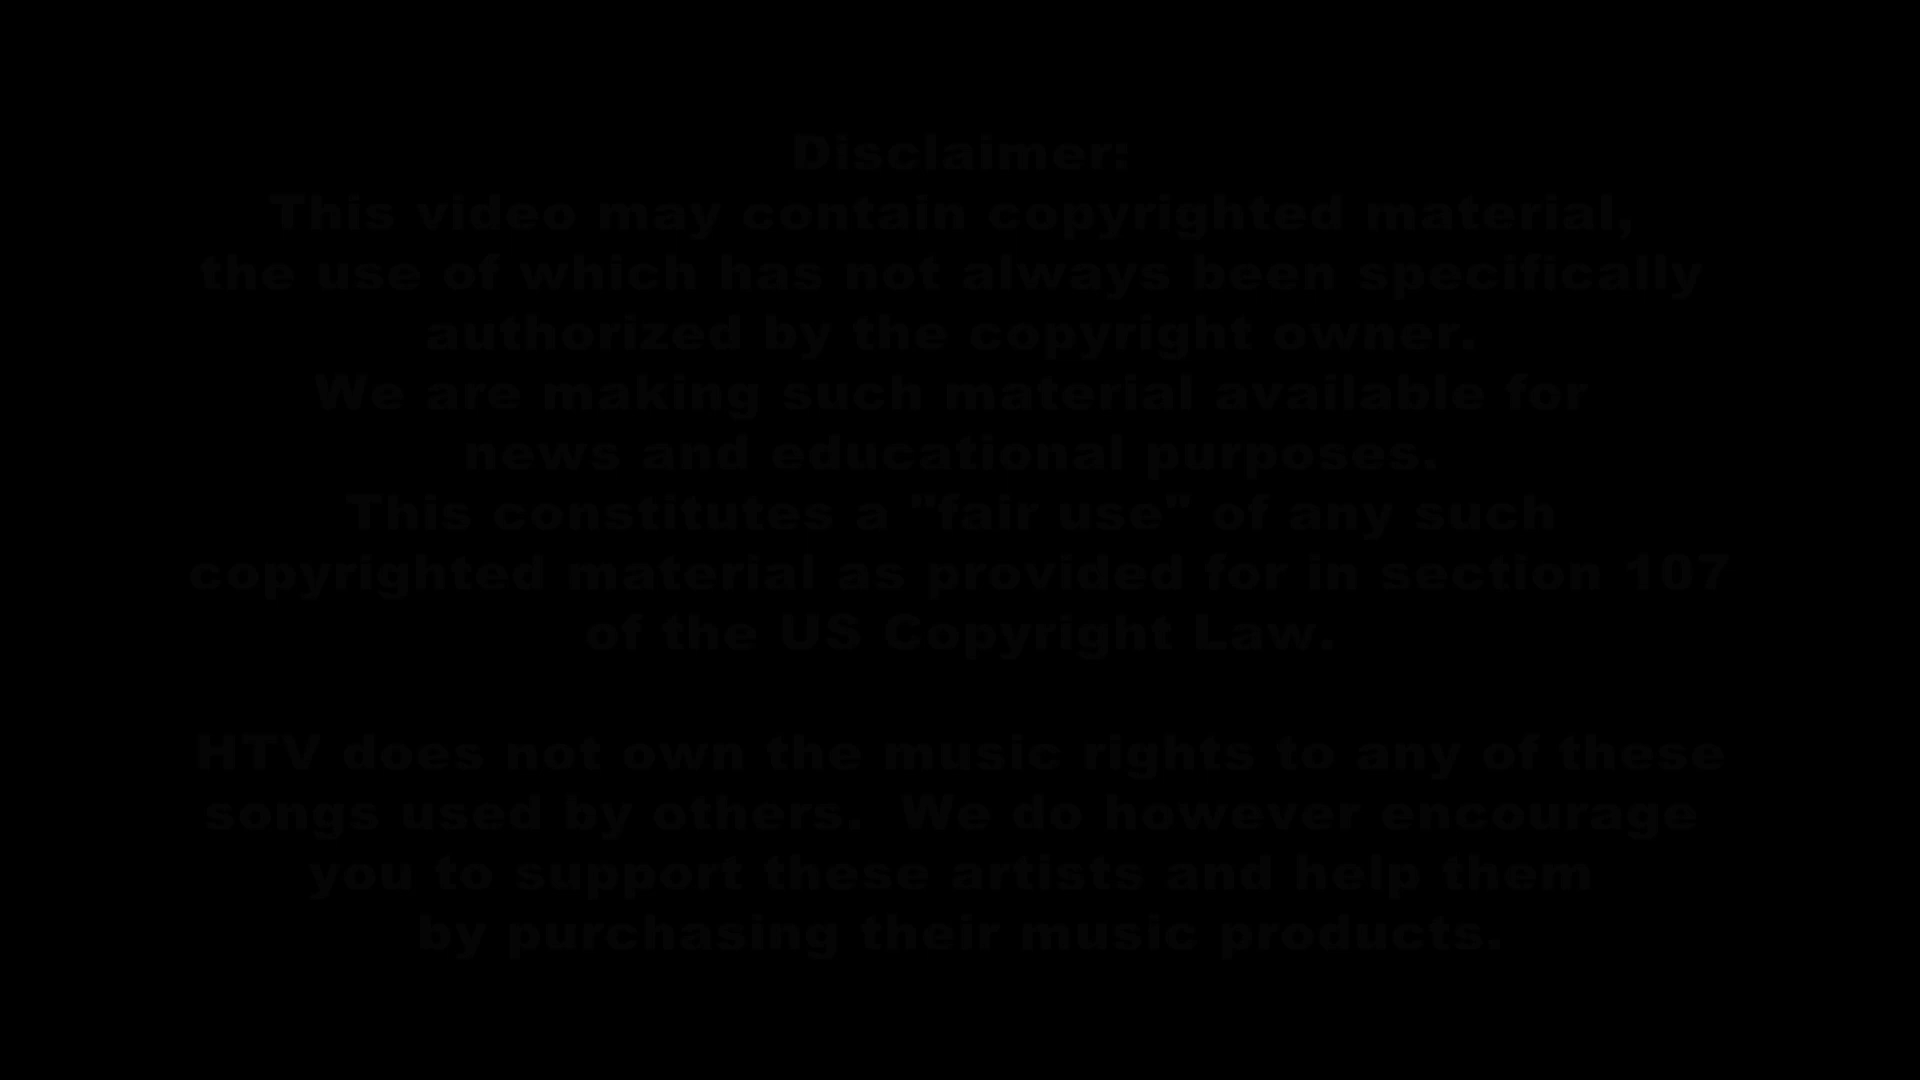 Disclaimer:
This video may contain copyrighted material,
the use of which has not always been specifically
authorized by the copyright owner.
We are making such material available for
news and educational purposes.
This constitutes a "fair use" of any such
copyrighted material as provided for in section 107
of the US Copyright Law.
HTV does not own the music rights to any of these
songs used by others.  We do however encourage
you to support these artists and help them
by purchasing their music products.